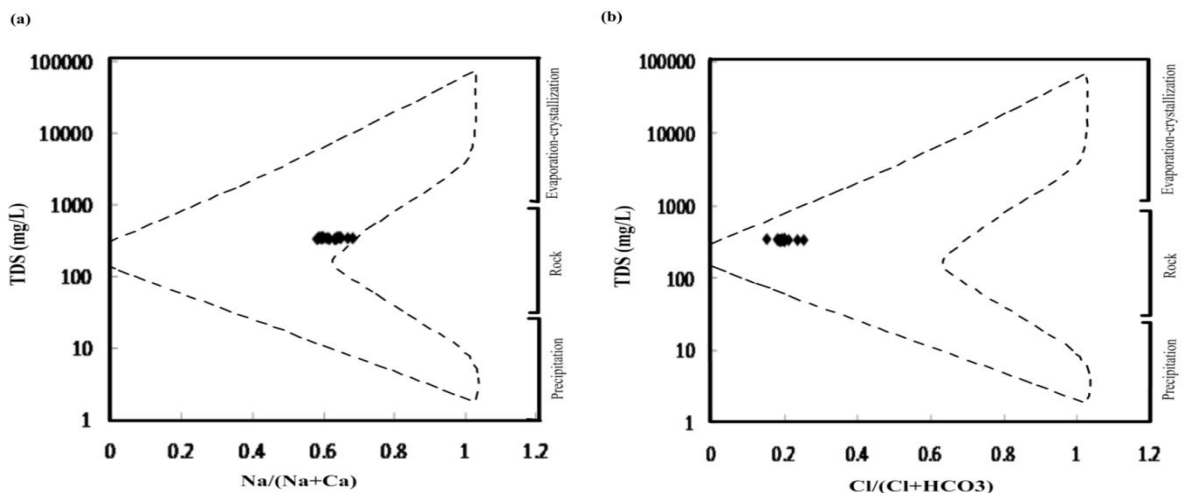 (a)
100000
10000
1000
100
10
1
TDS (mg/L)
0 0.2 0.4 0.6 0.8 1 1.2
Na/(Na+Ca)
Evaporation-crystallization
Rock
Precipitation
(b)
100000
10000
1000
100
10
1
TDS (mg/L)
0 0.2 0.4 0.6 0.8 1 1.2
Cl/(Cl+HCO3)
Evaporation-crystallization
Rock
Precipitation